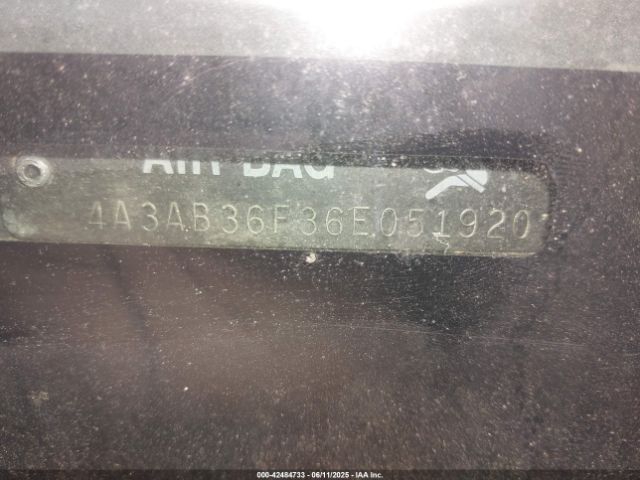 AIR BAG
4A3AB36F36E051920
000-42484733 - 06/11/2025 - IAA Inc.